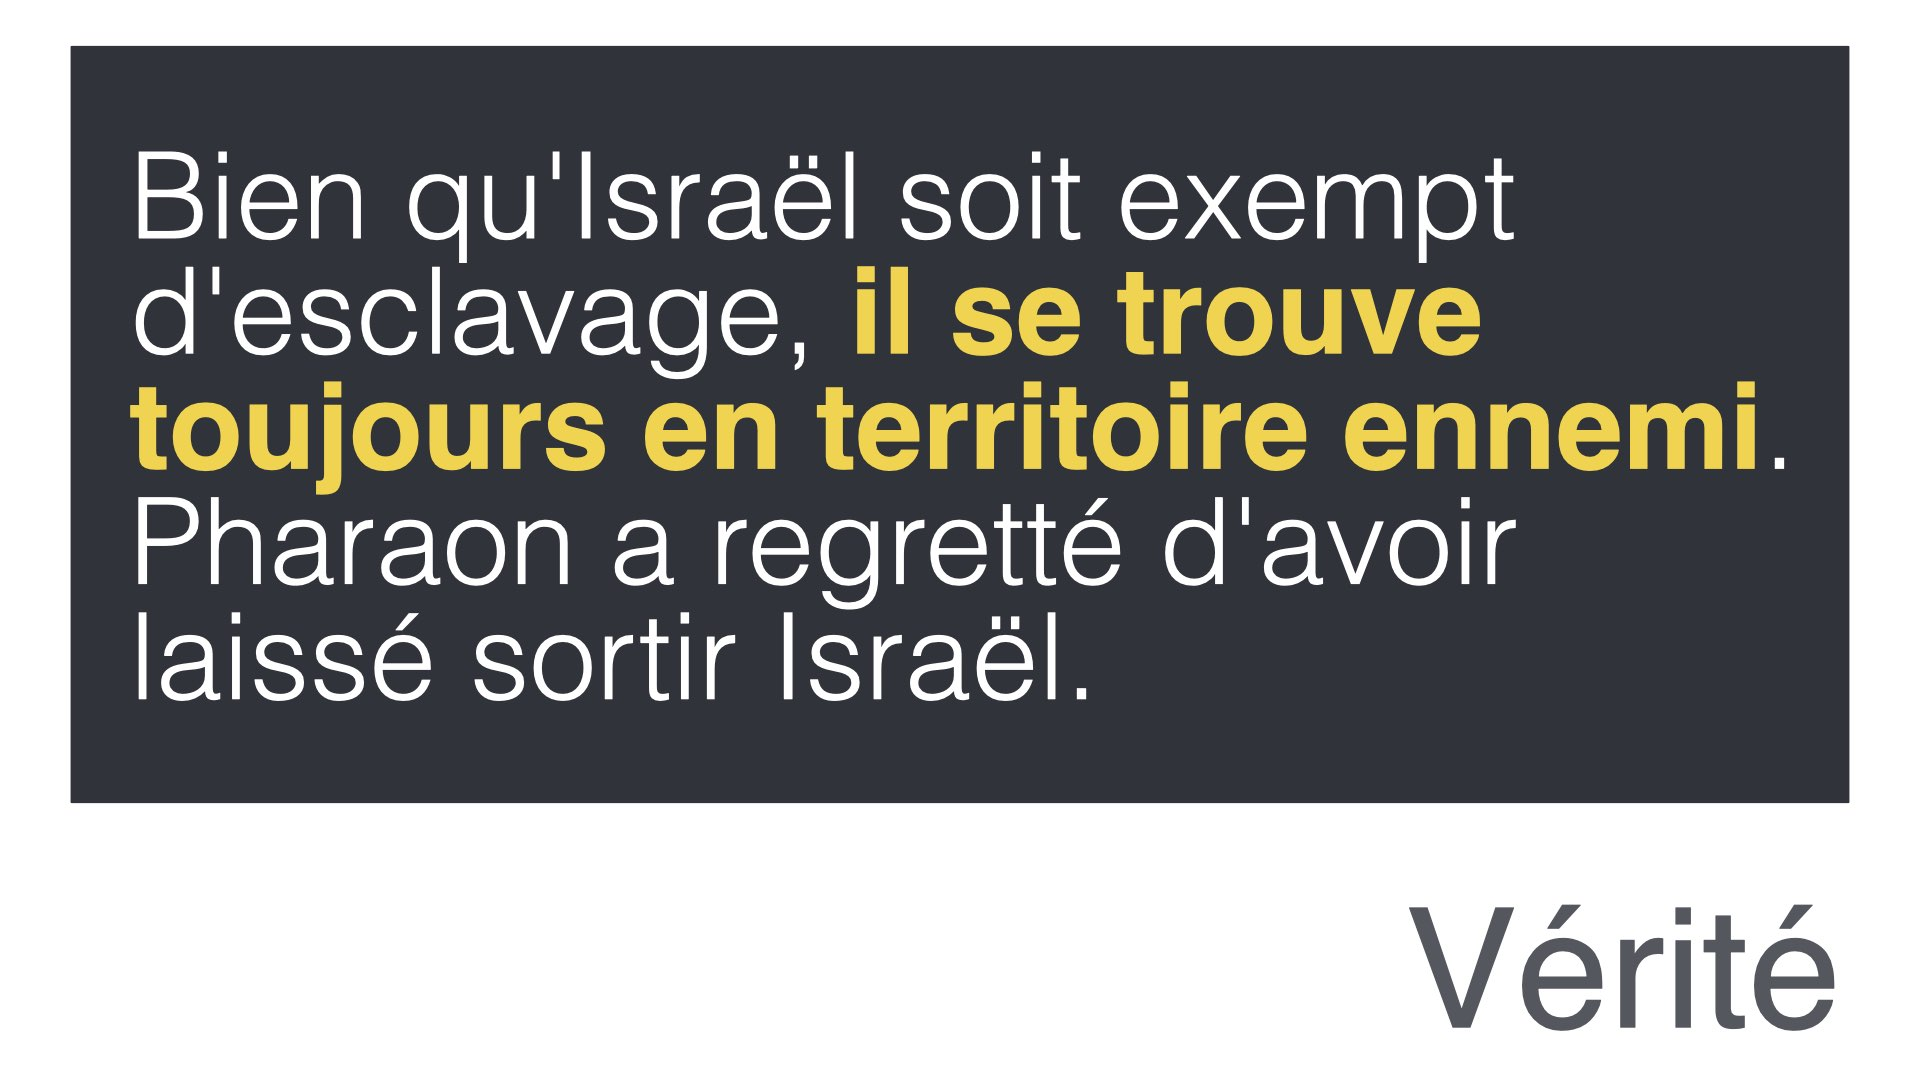 Bien qu'Israël soit exempt
d'esclavage, il se trouve
toujours en territoire ennemi.
Pharaon a regretté d'avoir
laissé sortir Israël.
Vérité